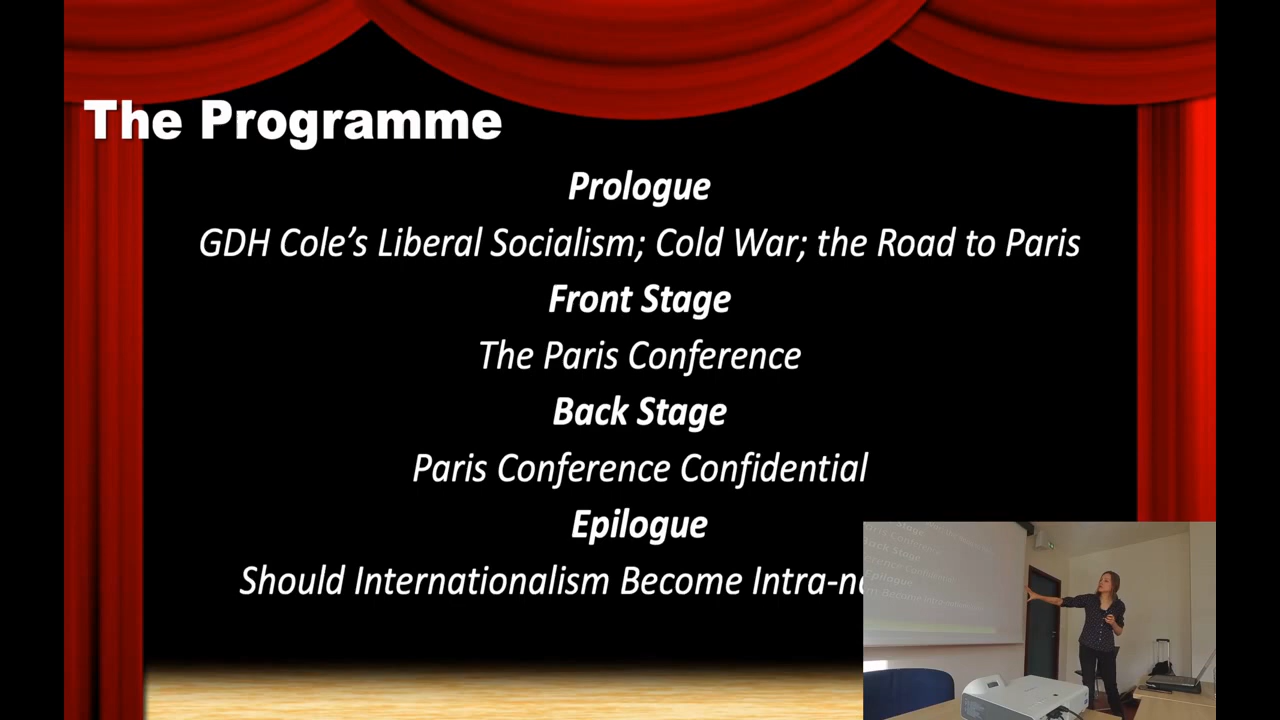 The Programme
Prologue
GDH Cole's Liberal Socialism; Cold War; the Road to Paris
Front Stage
The Paris Conference
Back Stage
Paris Conference Confidential
Epilogue
Should Internationalism Become